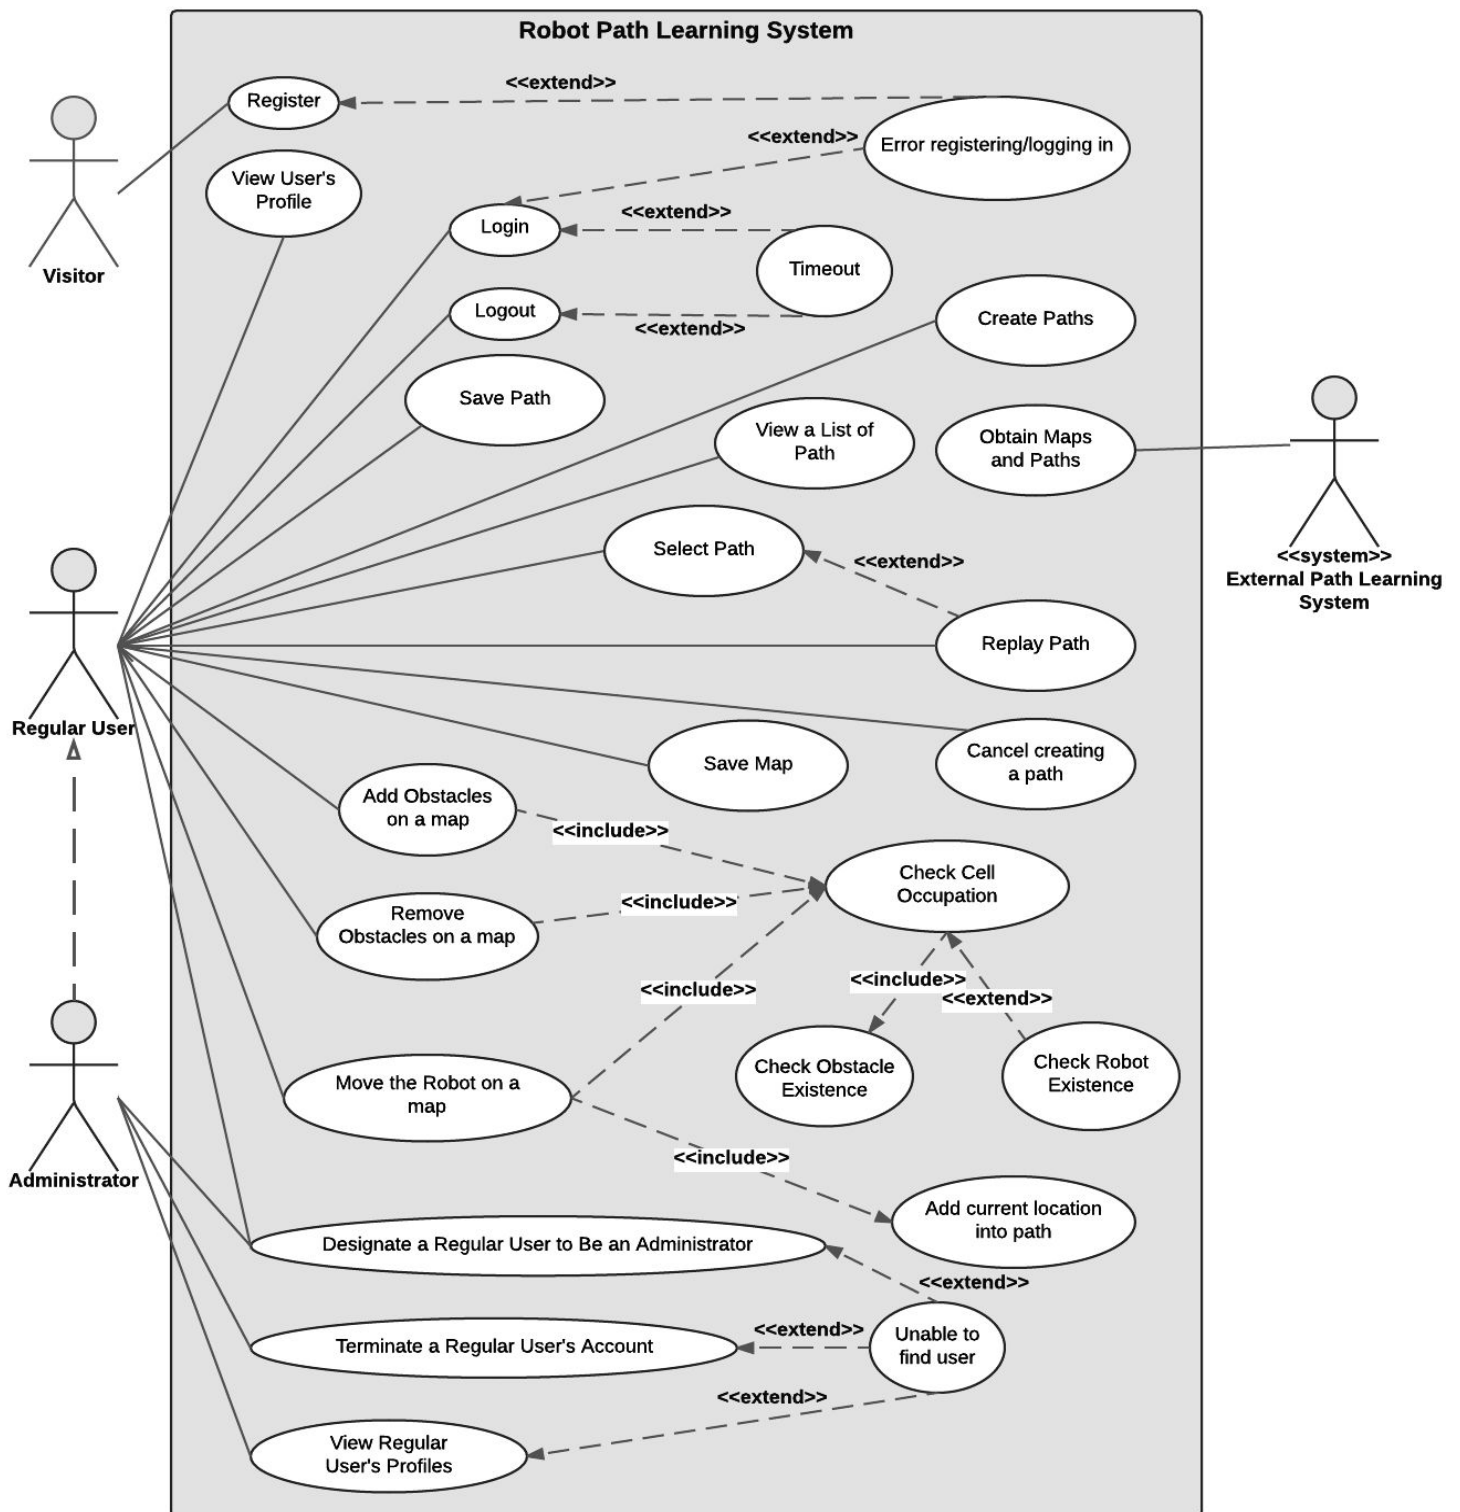 Robot Path Learning System
<<extend>>
Register
<<extend>>
Error registering/logging in
View User's
Profile
Login
<<extend>>
Visitor
Timeout
Logout
<<extend>>
Create Paths
Save Path
View a List of
Path
Obtain Maps
and Paths
Select Path
<<extend>>
<<system>>
External Path Learning
System
Replay Path
Regular User
Save Map
Cancel creating
a path
Add Obstacles
on a map
<<include>>
Check Cell
Occupation
Remove
Obstacles on a map
<<include>>
<<include>>
<<include>>
<<extend>>
Check Obstacle
Existence
Check Robot
Existence
Move the Robot on a
map
<<include>>
Administrator
Add current location
into path
Designate a Regular User to Be an Administrator
<<extend>>
Terminate a Regular User's Account
<<extend>>
Unable to
find user
<<extend>>
View Regular
User's Profiles